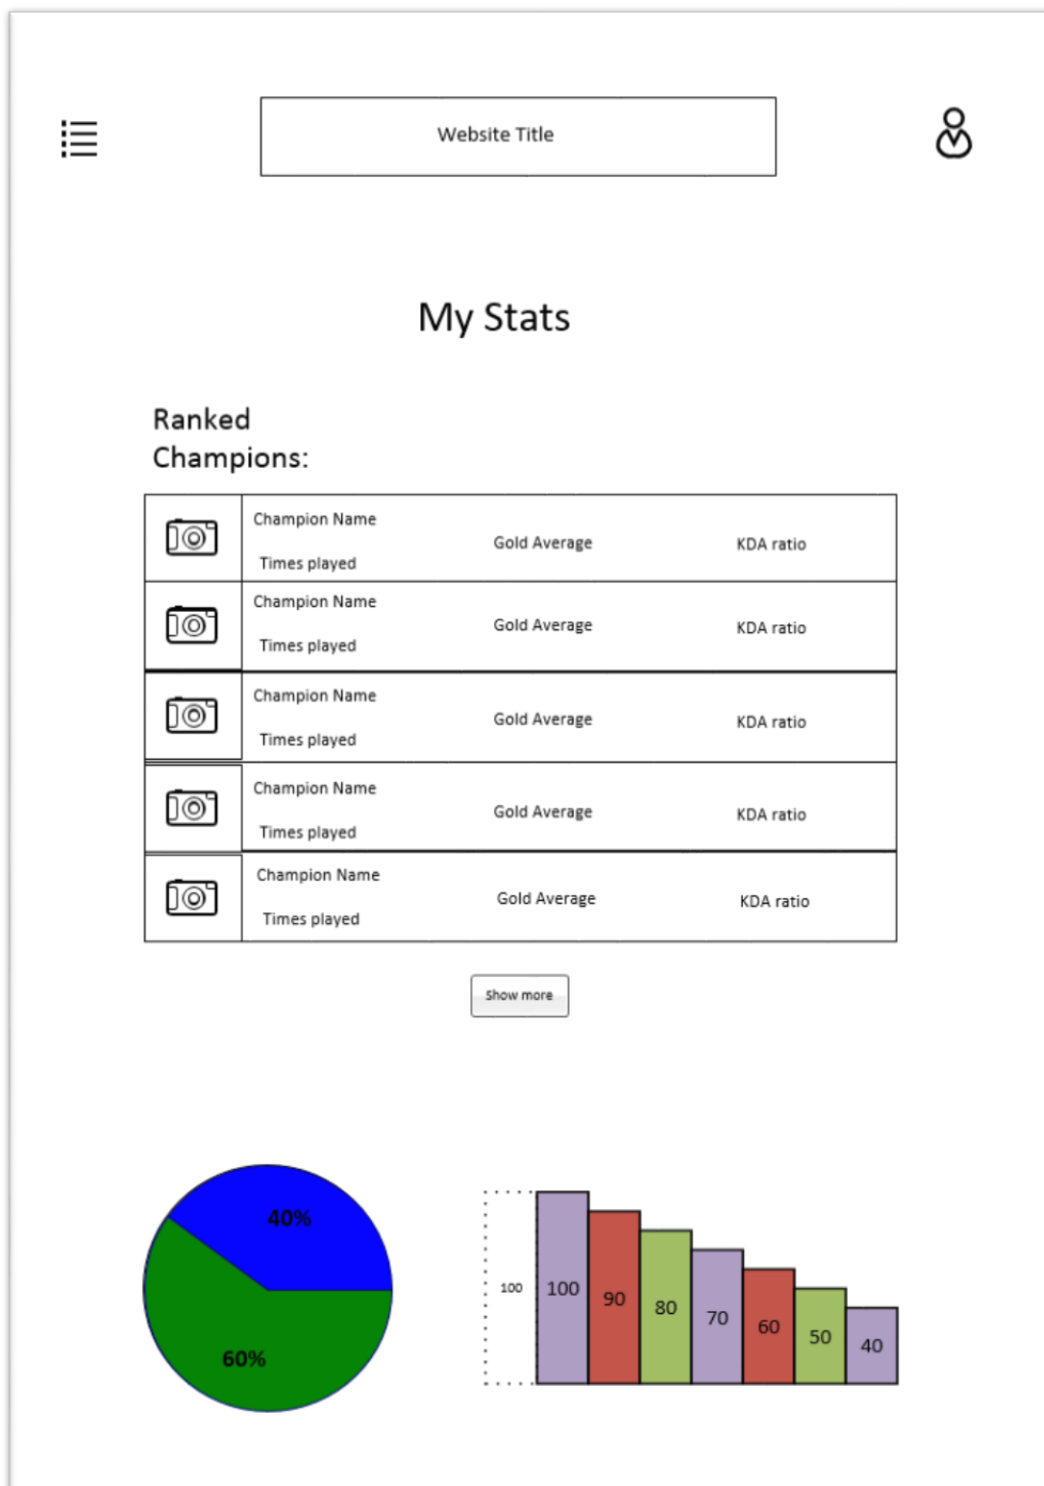 Website Title
My Stats
Ranked
Champions:
Champion Name
Gold Average
KDA ratio
Times played
Champion Name
Gold Average
KDA ratio
Times played
Champion Name
Gold Average
KDA ratio
Times played
Champion Name
Gold Average
KDA ratio
Times played
Champion Name
Gold Average
KDA ratio
Times played
Show more
40%
60%
100
100
90
80
70
60
50
40